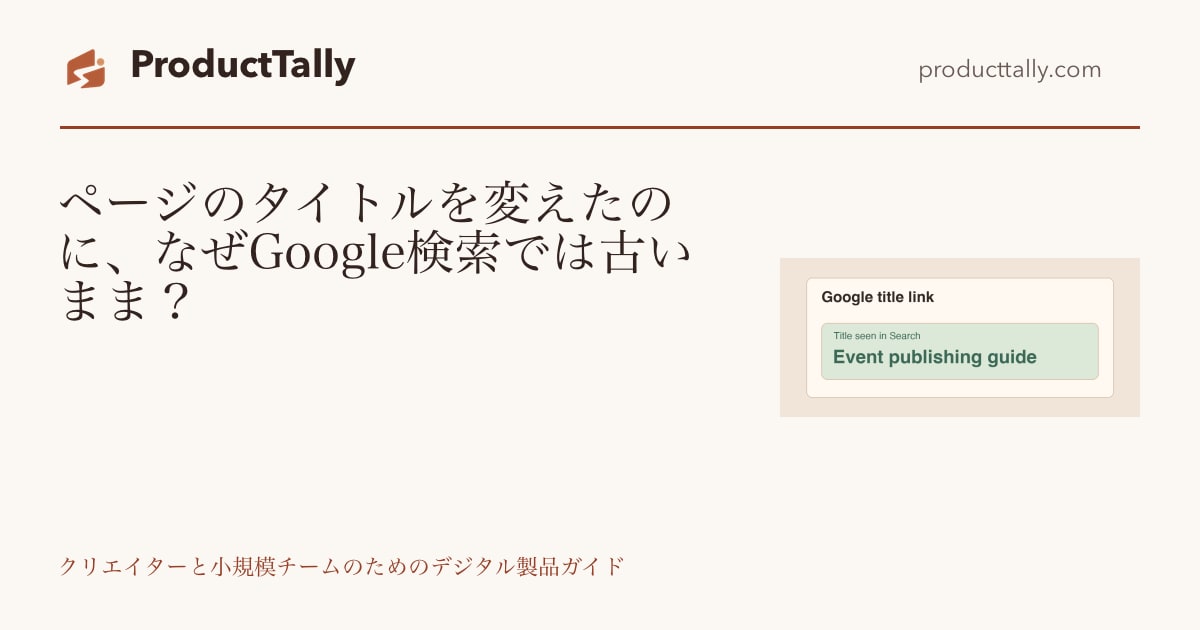 ProductTally
producttally.com
ページのタイトルを変えたの
に、なぜGoogle検索では古い
まま？
Google title link
Title seen in Search
Event publishing guide
クリエイターと小規模チームのためのデジタル製品ガイド